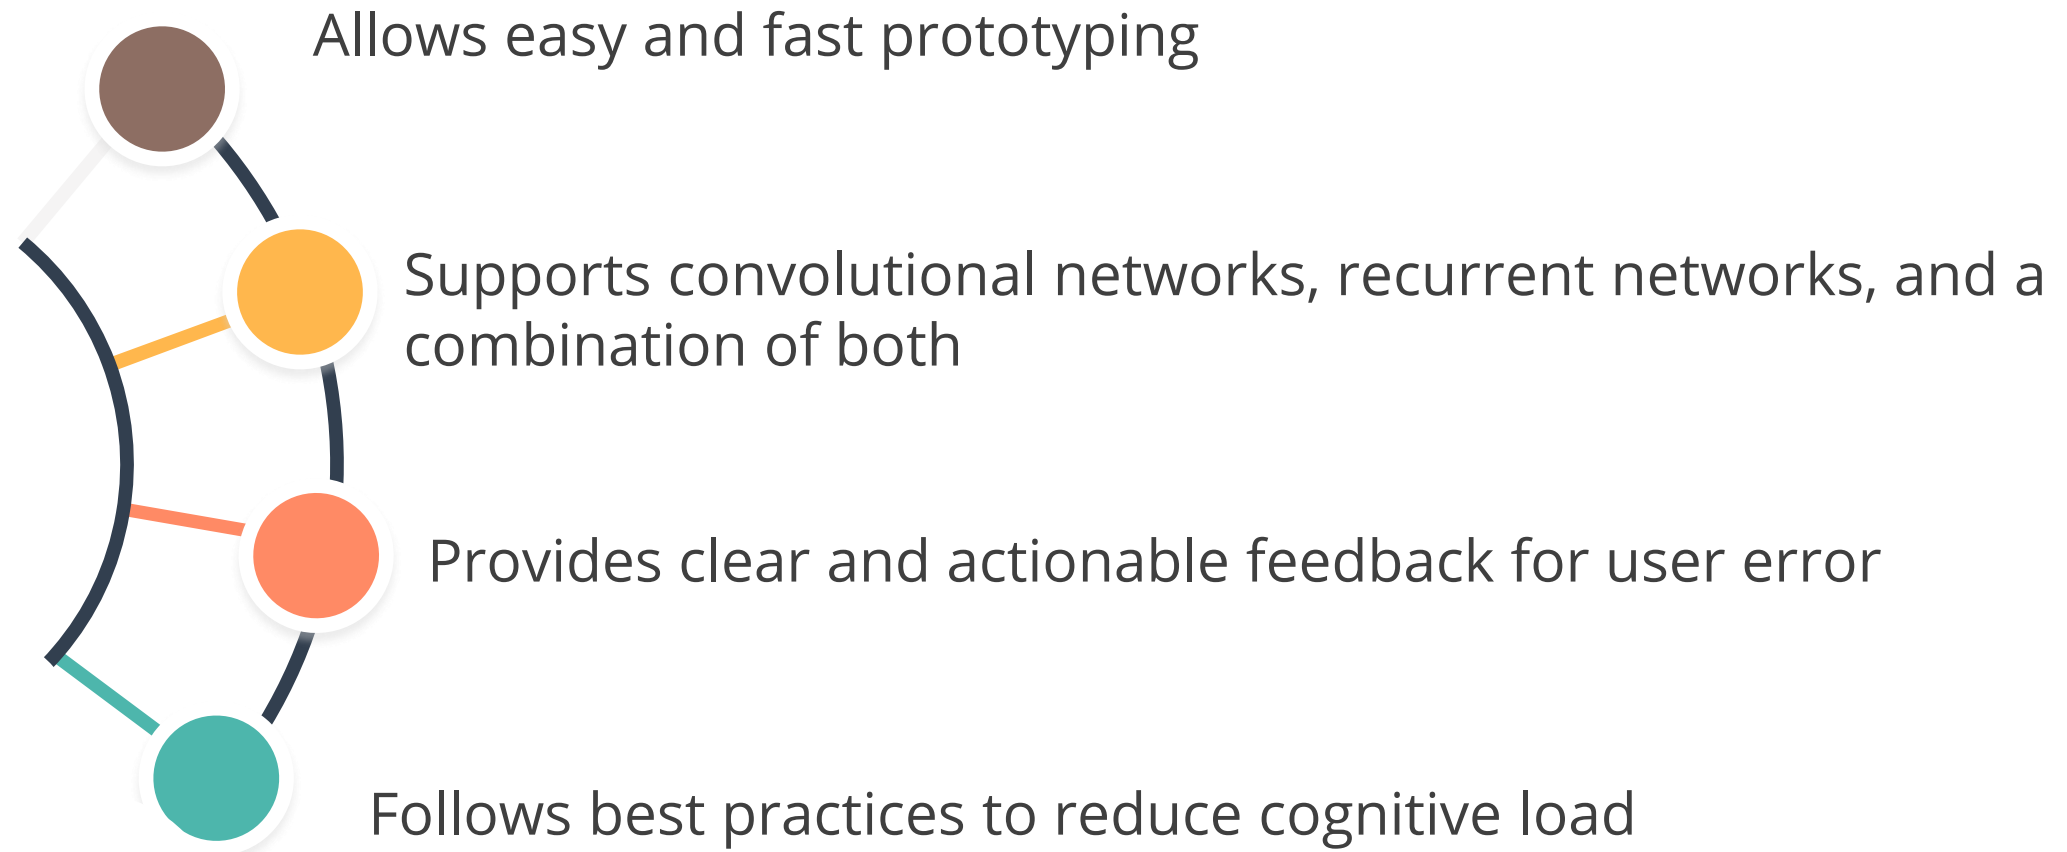 Allows easy and fast prototyping
Supports convolutional networks, recurrent networks, and a
combination of both
Provides clear and actionable feedback for user error
Follows best practices to reduce cognitive load